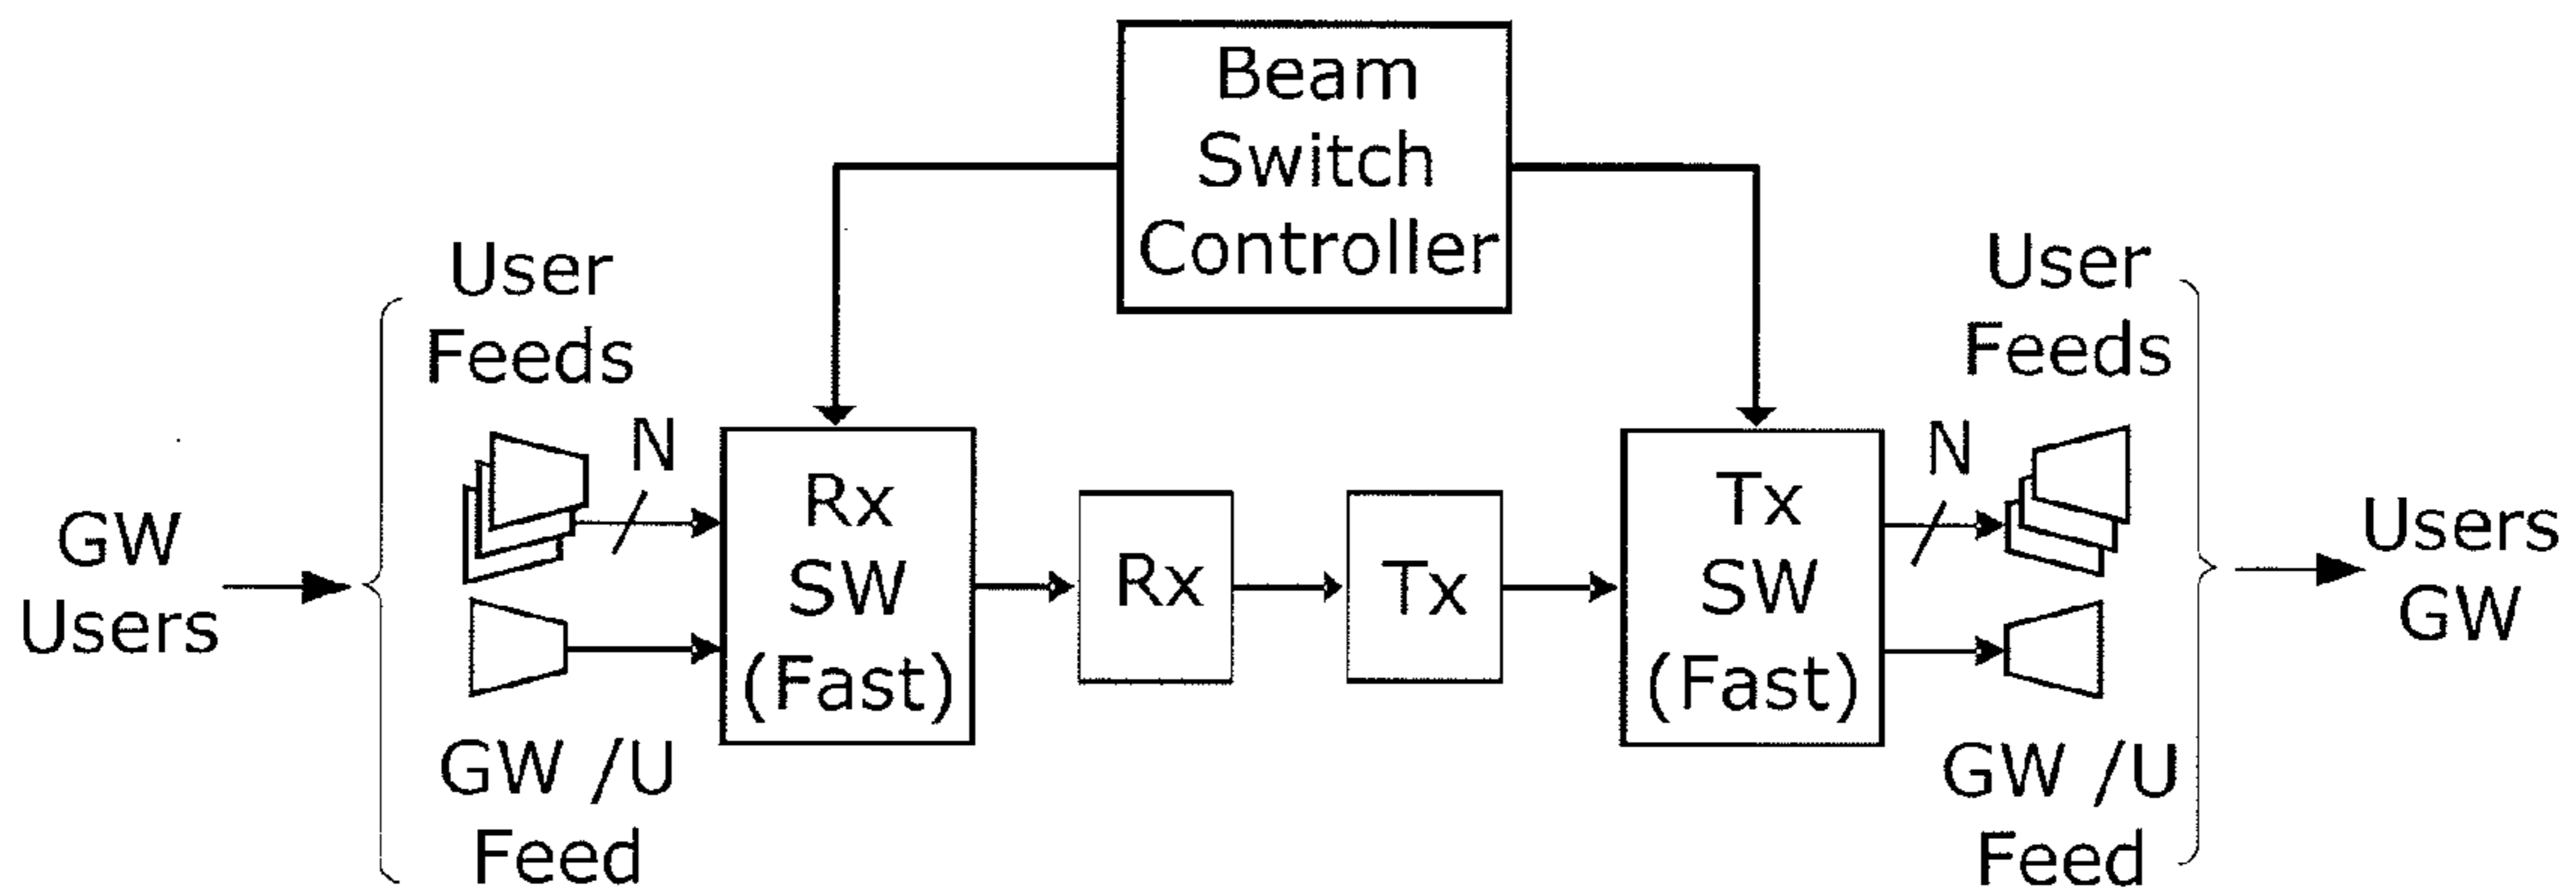 Beam
Switch
Controller
User
Feeds
N
GW
Users
GW /U
Feed
Rx
SW
(Fast)
Rx
Tx
Tx
SW
(Fast)
User
Feeds
N
GW /U
Feed
Users
GW